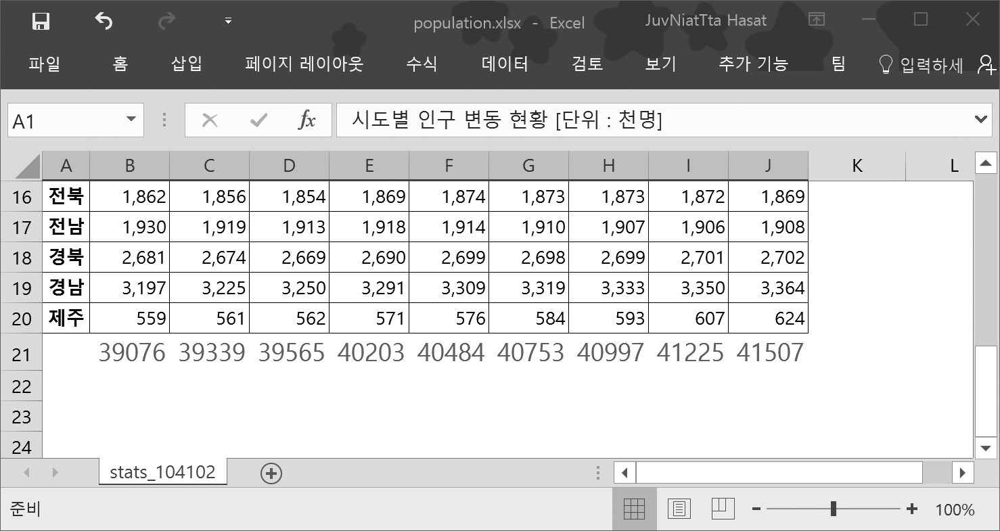 population.xlsx - Excel
JuvNiatTta Hasat
파일 홈 삽입 페이지 레이아웃 수식 데이터 검토 보기 추가 기능 팀 입력하세
A1 fx 시도별 인구 변동 현황 [단위 : 천명]
A B C D E F G H I J K L
16 전북 1,862 1,856 1,854 1,869 1,874 1,873 1,873 1,872 1,869
17 전남 1,930 1,919 1,913 1,918 1,914 1,910 1,907 1,906 1,908
18 경북 2,681 2,674 2,669 2,690 2,699 2,698 2,699 2,701 2,702
19 경남 3,197 3,225 3,250 3,291 3,309 3,319 3,333 3,350 3,364
20 제주 559 561 562 571 576 584 593 607 624
21 39076 39339 39565 40203 40484 40753 40997 41225 41507
22
23
24
stats_104102
준비 100%